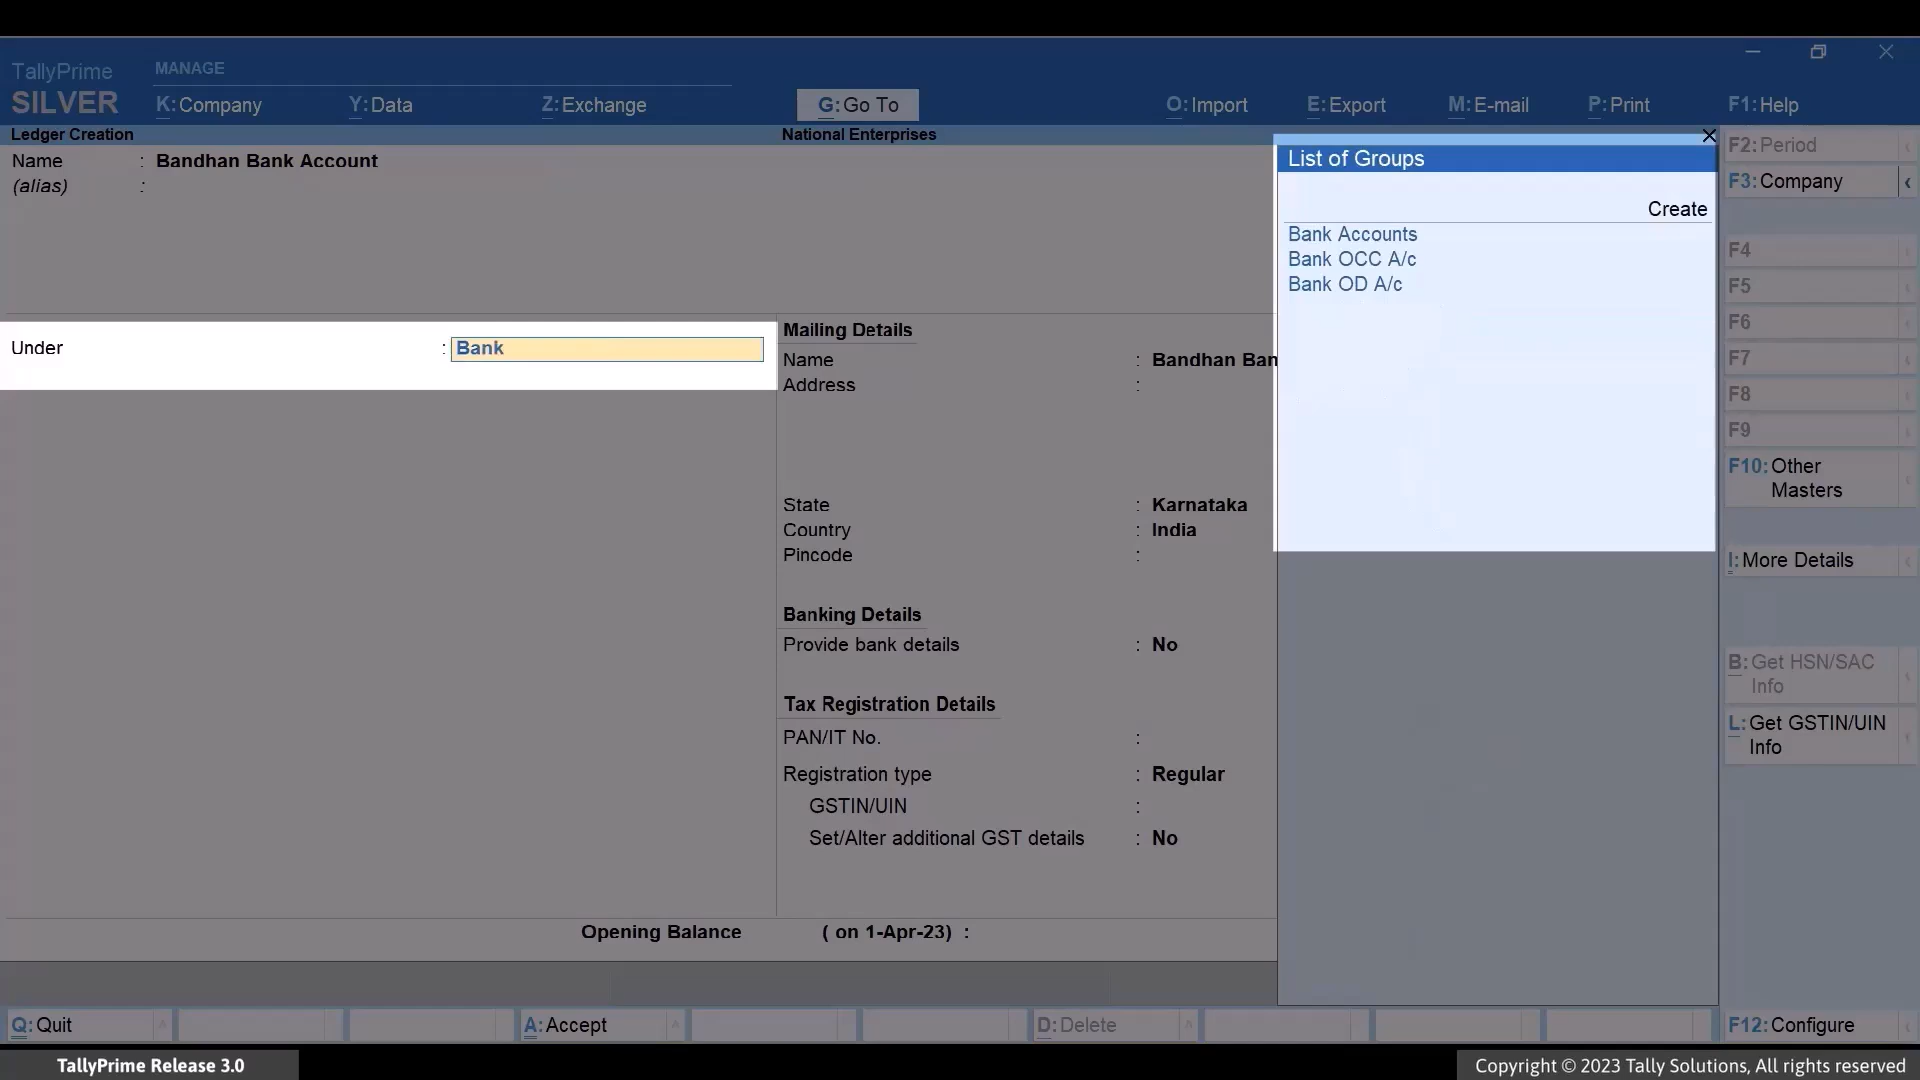 TallyPrime
SILVER
MANAGE
K:Company
Y:Data
Z:Exchange
G:Go To
O:Import
E:Export
M:E-mail
P:Print
F1:Help
Ledger Creation
National Enterprises
Name : Bandhan Bank Account
(alias) :
Under : Bank
Mailing Details
Name : Bandhan Ban
Address :
State : Karnataka
Country : India
Pincode :
Banking Details
Provide bank details : No
Tax Registration Details
PAN/IT No. :
Registration type : Regular
GSTIN/UIN :
Set/Alter additional GST details : No
Opening Balance ( on 1-Apr-23) :
List of Groups
Create
Bank Accounts
Bank OCC A/c
Bank OD A/c
F2:Period
F3:Company
F4
F5
F6
F7
F8
F9
F10:Other
Masters
I:More Details
B:Get HSN/SAC
Info
L:Get GSTIN/UIN
Info
Q:Quit
A:Accept
D:Delete
F12:Configure
TallyPrime Release 3.0
Copyright © 2023 Tally Solutions, All rights reserved